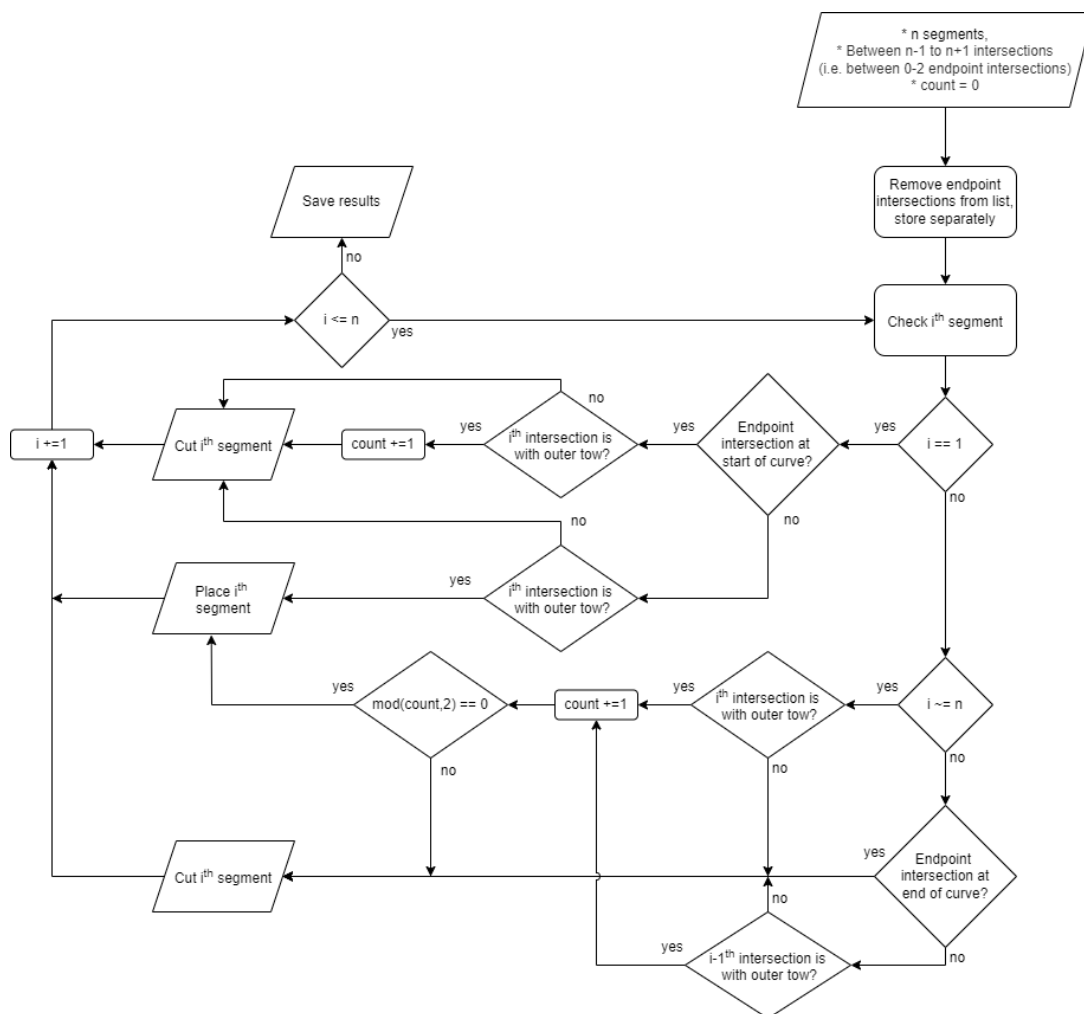 * n segments,
* Between n-1 to n+1 intersections
(i.e. between 0-2 endpoint intersections)
* count = 0
Remove endpoint
intersections from list,
store separately
Save results
no
i <= n
yes
Check iᵗʰ segment
i +=1
Cut iᵗʰ segment
count +=1
yes
iᵗʰ intersection is
with outer tow?
no
yes
Endpoint
intersection at
start of curve?
yes
i == 1
no
no
no
Place iᵗʰ
segment
yes
iᵗʰ intersection is
with outer tow?
yes
mod(count,2) == 0
no
count +=1
yes
iᵗʰ intersection is
with outer tow?
no
yes
i ~= n
no
Cut iᵗʰ segment
yes
Endpoint
intersection at
end of curve?
no
no
yes
i-1ᵗʰ intersection is
with outer tow?